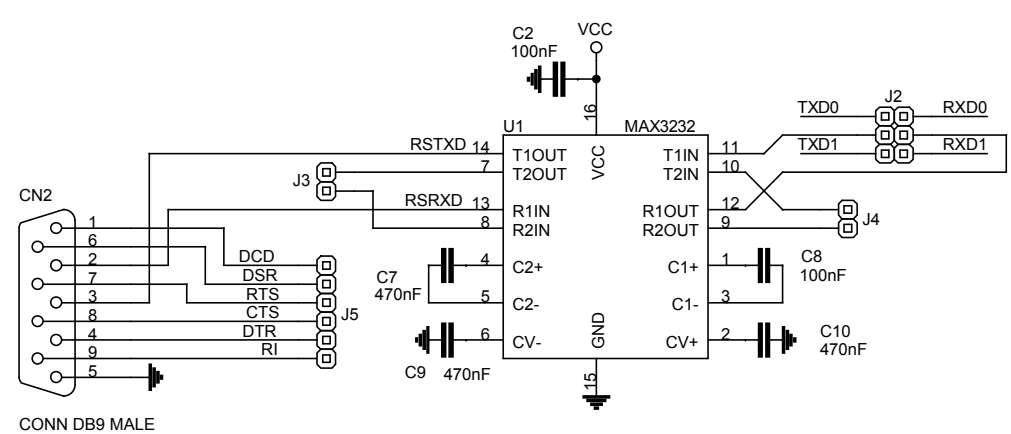 C2
100nF
VCC
J2
TXD0
RXD0
TXD1
RXD1
U1
MAX3232
16
VCC
RSTXD 14
T1OUT
T1IN
11
7
T2OUT
T2IN
10
J3
RSRXD 13
R1IN
R1OUT
12
8
R2IN
R2OUT
9
J4
CN2
1
6
2
7
3
8
4
9
5
DCD
DSR
RTS
CTS
DTR
RI
J5
C7
470nF
4
C2+
C1+
1
C8
100nF
5
C2-
C1-
3
6
CV-
GND
CV+
2
C10
470nF
C9
470nF
15
CONN DB9 MALE